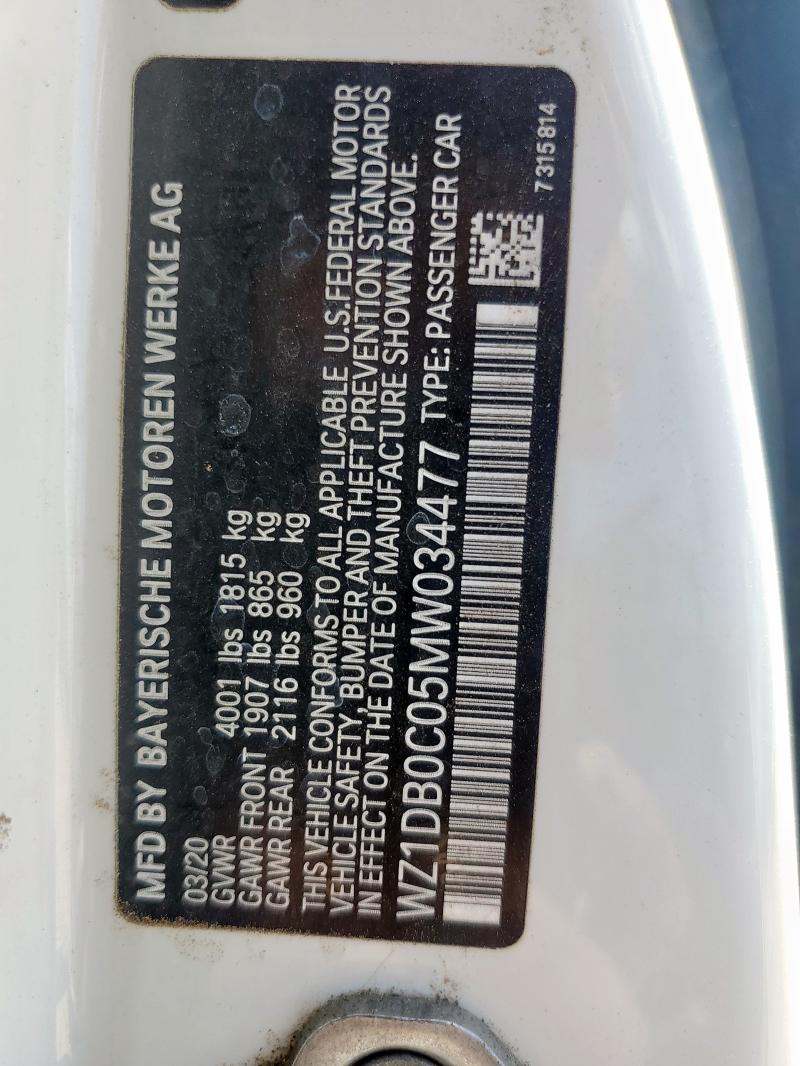 MFD BY BAYERISCHE MOTOREN WERKE AG
03/20
GVWR 4001 lbs 1815 kg
GAWR FRONT 1907 lbs 865 kg
GAWR REAR 2116 lbs 960 kg
THIS VEHICLE CONFORMS TO ALL APPLICABLE U.S.FEDERAL MOTOR
VEHICLE SAFETY, BUMPER AND THEFT PREVENTION STANDARDS
IN EFFECT ON THE DATE OF MANUFACTURE SHOWN ABOVE.
WZ1DB0C05MW034477 TYPE: PASSENGER CAR
7315814